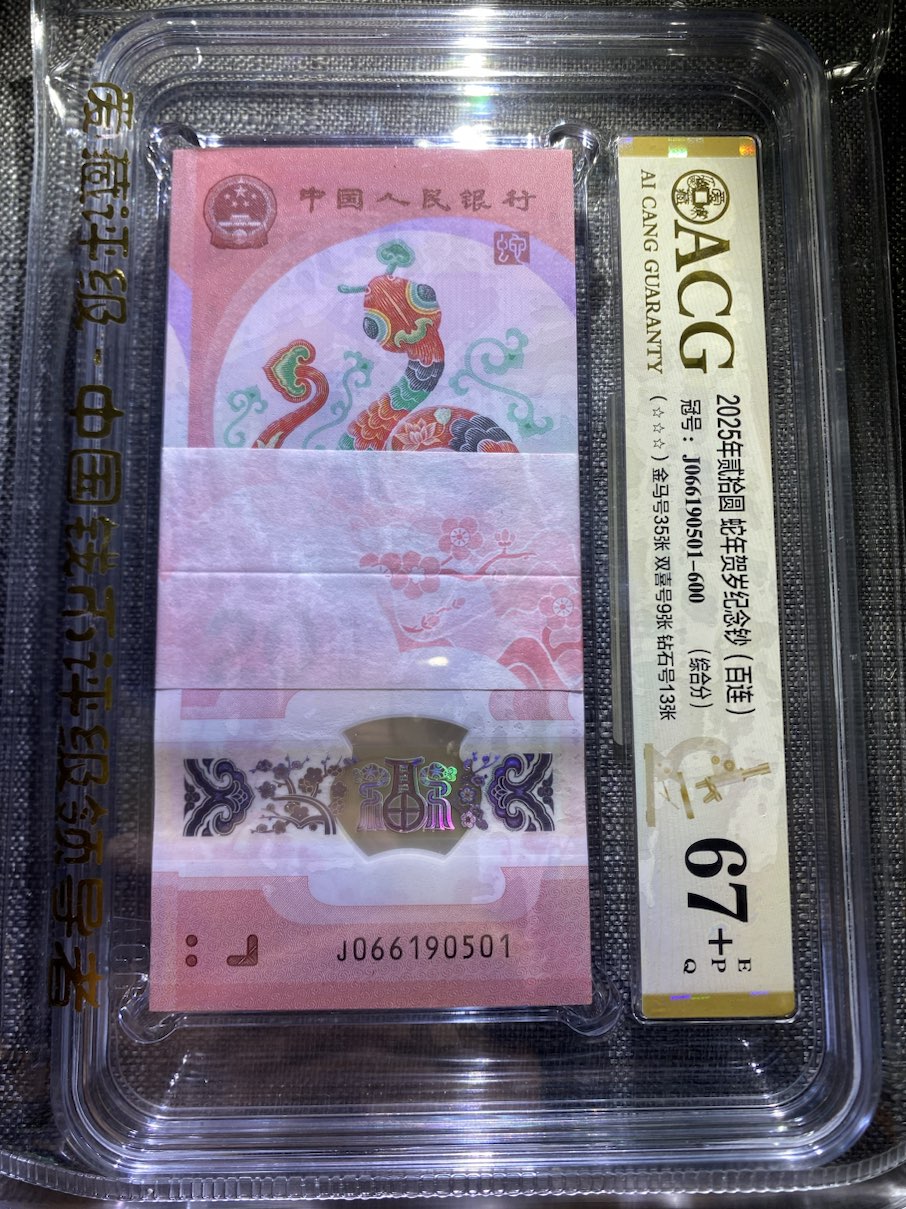 爱藏评级-中国钱币评级领导者
中国人民银行
J066190501
ACG
AI CANG GUARANTY
2025年贰拾圆 蛇年贺岁纪念钞（百连）
冠号：J066190501-600 （综合分）
(☆☆☆) 金马号35张 双喜号9张 钻石号13张
67+
E
P
Q